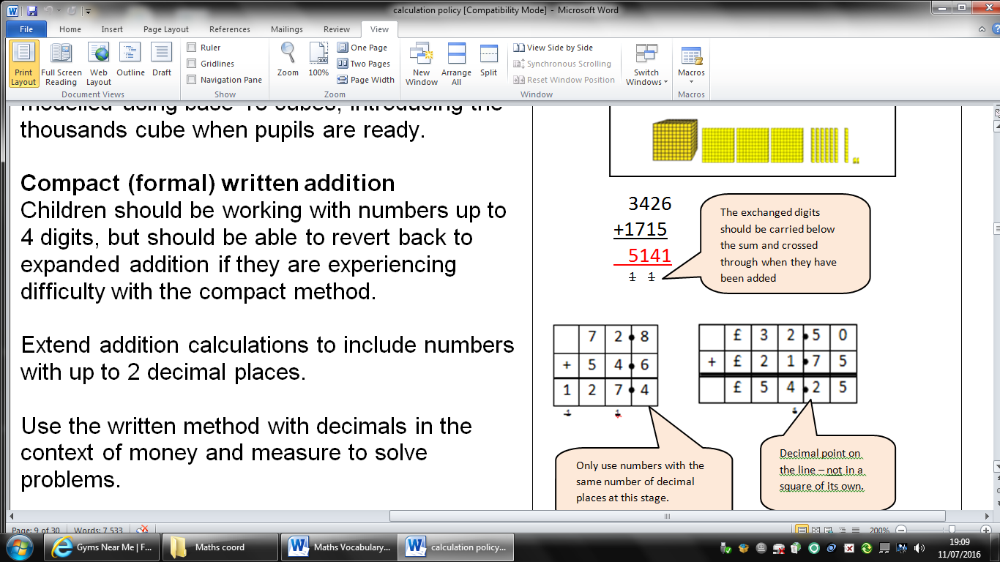 calculation policy [Compatibility Mode] - Microsoft Word
File Home Insert Page Layout References Mailings Review View
Print Layout
Full Screen Reading
Web Layout
Outline
Draft
Document Views
Ruler
Gridlines
Navigation Pane
Show
Zoom
100%
One Page
Two Pages
Page Width
Zoom
New Window
Arrange All
Split
View Side by Side
Synchronous Scrolling
Reset Window Position
Window
Switch Windows
Macros
Macros
modelled using base 10 cubes, introducing the
thousands cube when pupils are ready.
Compact (formal) written addition
Children should be working with numbers up to
4 digits, but should be able to revert back to
expanded addition if they are experiencing
difficulty with the compact method.
Extend addition calculations to include numbers
with up to 2 decimal places.
Use the written method with decimals in the
context of money and measure to solve
problems.
3426
+1715
5141
1 1
The exchanged digits
should be carried below
the sum and crossed
through when they have
been added
7 2 . 8
+ 5 4 . 6
1 2 7 . 4
1 1
£ 3 2 . 5 0
+ £ 2 1 . 7 5
£ 5 4 . 2 5
1
Only use numbers with the
same number of decimal
places at this stage.
Decimal point on
the line – not in a
square of its own.
Page: 9 of 30
Words: 7,533
200%
Gyms Near Me | F...
Maths coord
Maths Vocabulary...
calculation policy...
19:09
11/07/2016